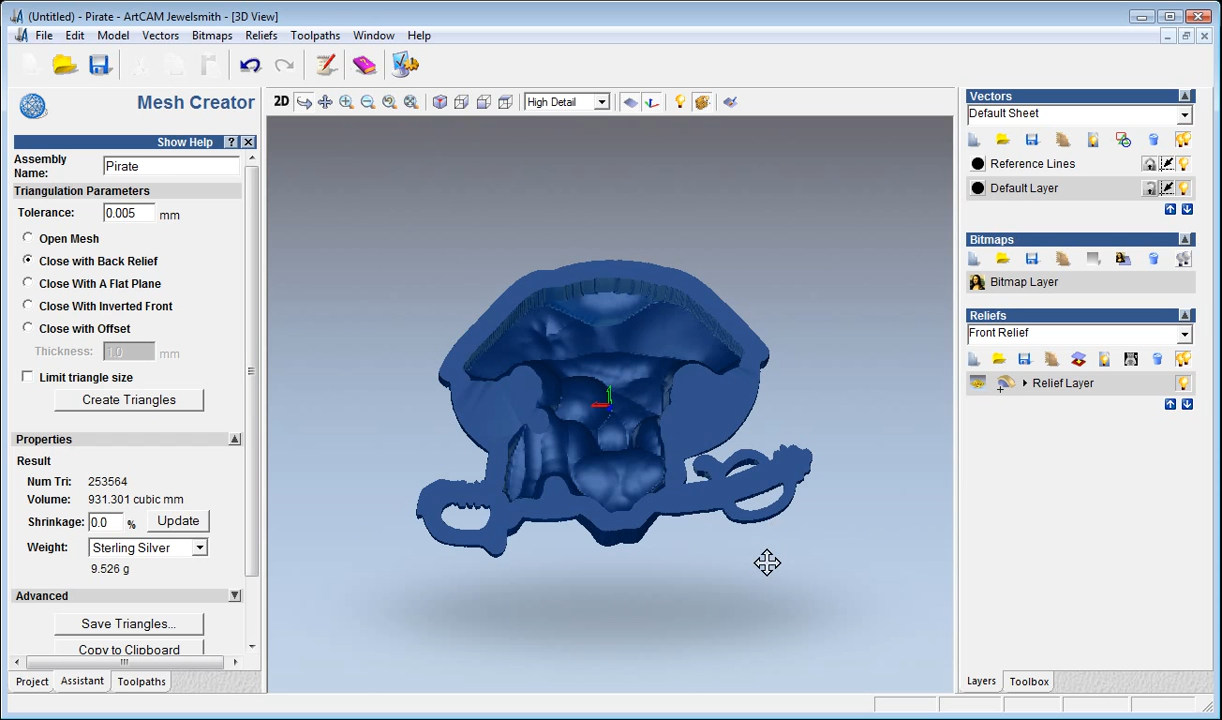 (Untitled) - Pirate - ArtCAM Jewelsmith - [3D View]
File Edit Model Vectors Bitmaps Reliefs Toolpaths Window Help
Mesh Creator
Show Help ?
Assembly Name: Pirate
Triangulation Parameters
Tolerance: 0.005 mm
Open Mesh
Close with Back Relief
Close With A Flat Plane
Close With Inverted Front
Close with Offset
Thickness: 1.0 mm
Limit triangle size
Create Triangles
Properties
Result
Num Tri: 253564
Volume: 931.301 cubic mm
Shrinkage: 0.0 % Update
Weight: Sterling Silver
9.526 g
Advanced
Save Triangles...
Copy to Clipboard
Project Assistant Toolpaths
2D High Detail
Vectors
Default Sheet
Reference Lines
Default Layer
Bitmaps
Bitmap Layer
Reliefs
Front Relief
Relief Layer
Layers Toolbox